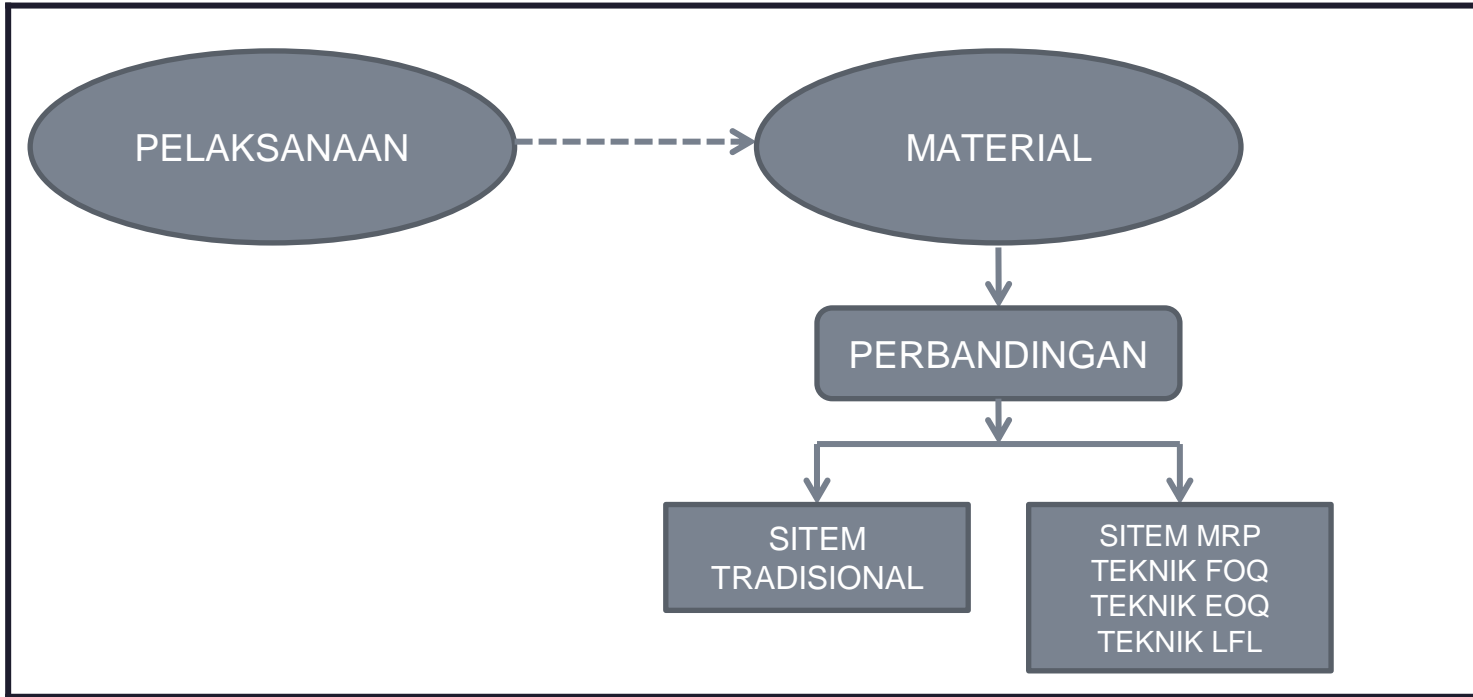 PELAKSANAAN
MATERIAL
PERBANDINGAN
SITEM
TRADISIONAL
SITEM MRP
TEKNIK FOQ
TEKNIK EOQ
TEKNIK LFL